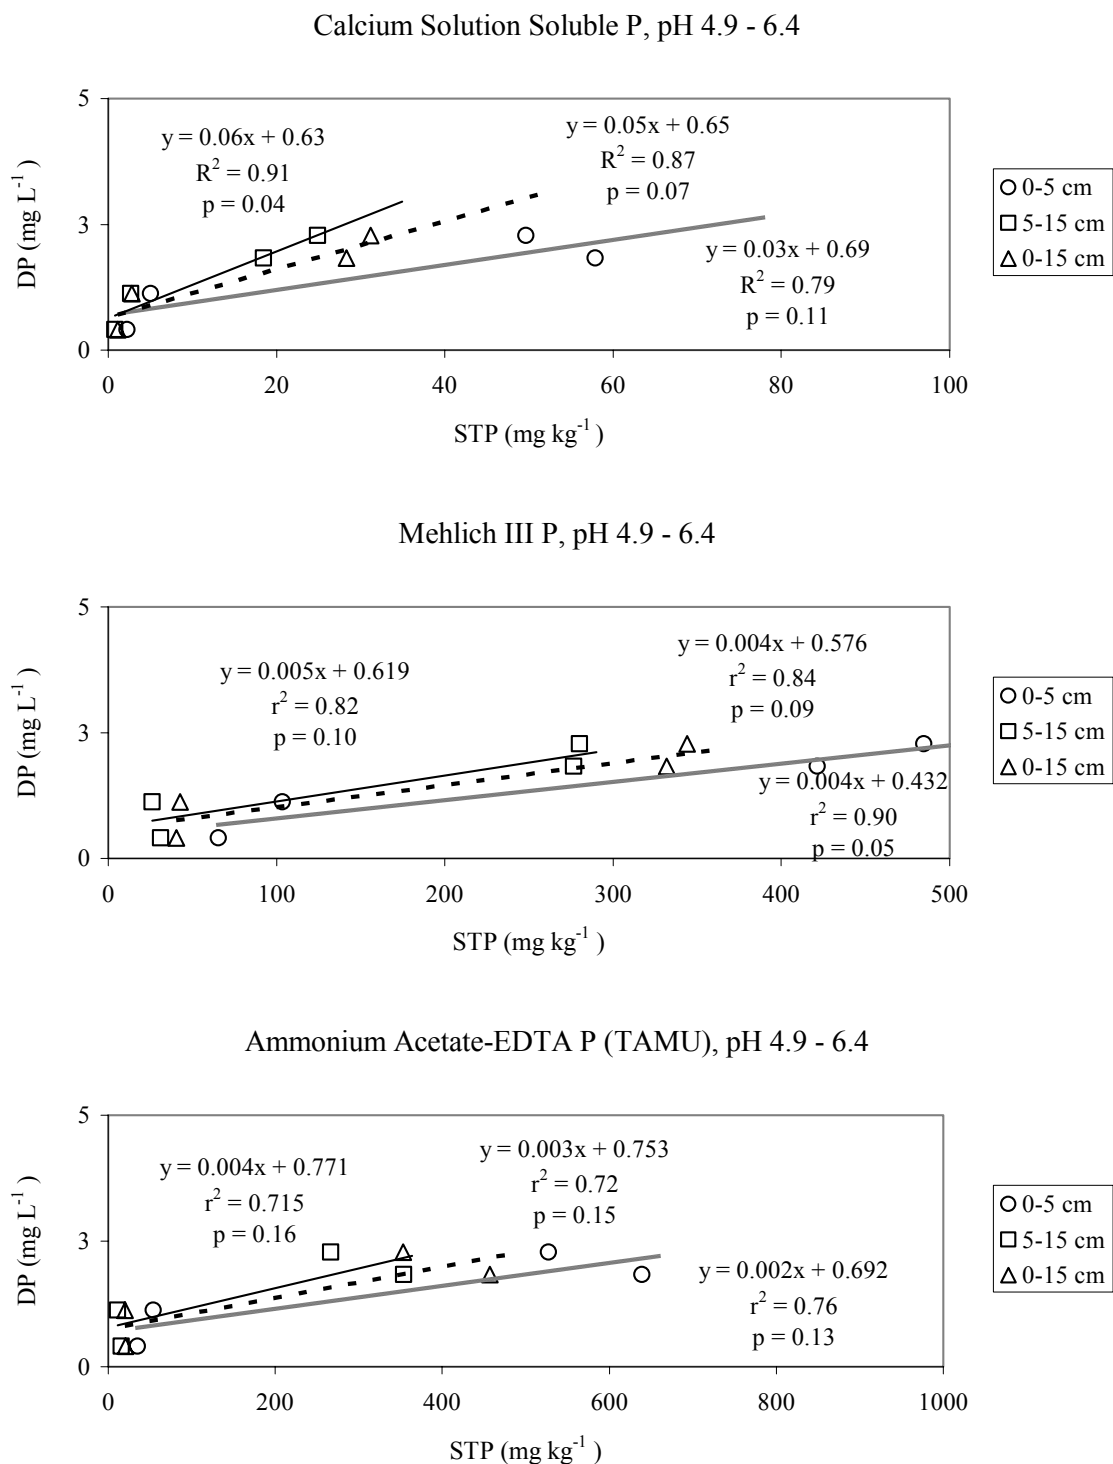 Calcium Solution Soluble P, pH 4.9 - 6.4
5
3
0
DP (mg L⁻¹)
y = 0.06x + 0.63
R² = 0.91
p = 0.04
y = 0.05x + 0.65
R² = 0.87
p = 0.07
y = 0.03x + 0.69
R² = 0.79
p = 0.11
0-5 cm
5-15 cm
0-15 cm
0 20 40 60 80 100
STP (mg kg⁻¹)
Mehlich III P, pH 4.9 - 6.4
5
3
0
DP (mg L⁻¹)
y = 0.005x + 0.619
r² = 0.82
p = 0.10
y = 0.004x + 0.576
r² = 0.84
p = 0.09
y = 0.004x + 0.432
r² = 0.90
p = 0.05
0-5 cm
5-15 cm
0-15 cm
0 100 200 300 400 500
STP (mg kg⁻¹)
Ammonium Acetate-EDTA P (TAMU), pH 4.9 - 6.4
5
3
0
DP (mg L⁻¹)
y = 0.004x + 0.771
r² = 0.715
p = 0.16
y = 0.003x + 0.753
r² = 0.72
p = 0.15
y = 0.002x + 0.692
r² = 0.76
p = 0.13
0-5 cm
5-15 cm
0-15 cm
0 200 400 600 800 1000
STP (mg kg⁻¹)